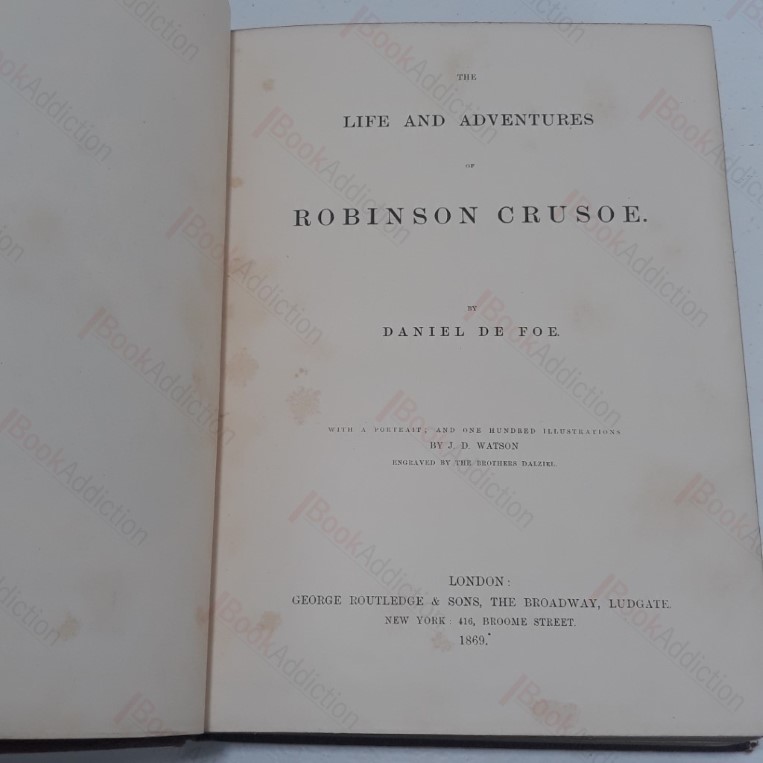 THE
LIFE AND ADVENTURES
OF
ROBINSON CRUSOE.
BY
DANIEL DE FOE.
WITH A PORTRAIT; AND ONE HUNDRED ILLUSTRATIONS
BY J. D. WATSON
ENGRAVED BY THE BROTHERS DALZIEL.
LONDON:
GEORGE ROUTLEDGE & SONS, THE BROADWAY, LUDGATE.
NEW YORK: 416, BROOME STREET.
1869.
BookAddiction